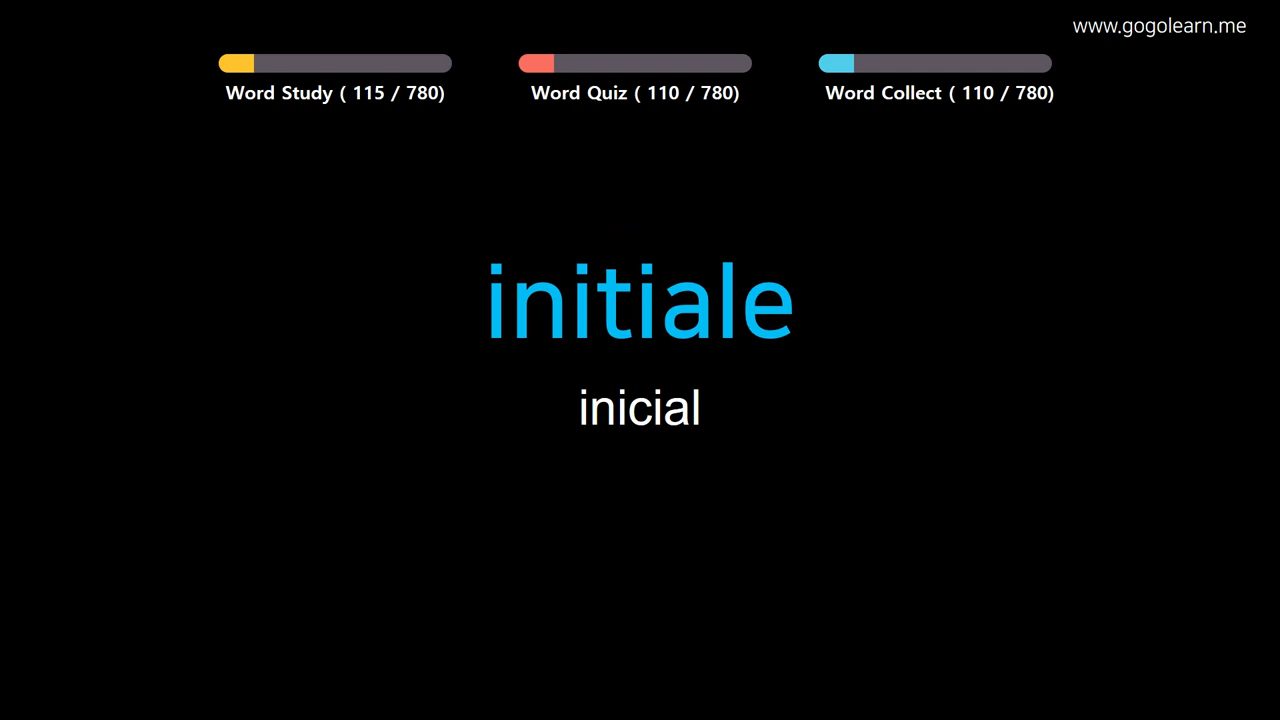 www.gogolearn.me
Word Study ( 115 / 780)
Word Quiz ( 110 / 780)
Word Collect ( 110 / 780)
initiale
inicial